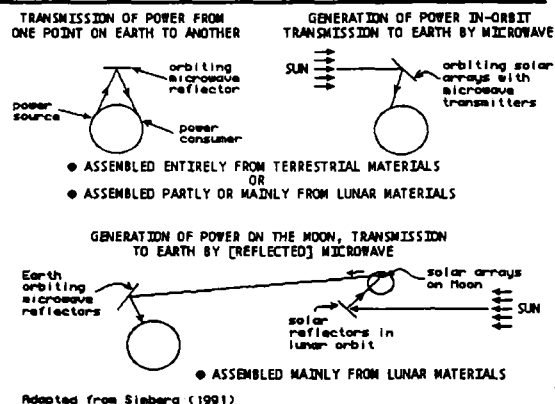 TRANSMISSION OF POWER FROM
ONE POINT ON EARTH TO ANOTHER
orbiting
microwave
reflector
power
source
power
consumer
GENERATION OF POWER IN-ORBIT
TRANSMISSION TO EARTH BY MICROWAVE
SUN
orbiting solar
arrays with
microwave
transmitters
● ASSEMBLED ENTIRELY FROM TERRESTRIAL MATERIALS
OR
● ASSEMBLED PARTLY OR MAINLY FROM LUNAR MATERIALS
GENERATION OF POWER ON THE MOON, TRANSMISSION
TO EARTH BY [REFLECTED] MICROWAVE
Earth
orbiting
microwave
reflectors
solar arrays
on Moon
SUN
solar
reflectors in
lunar orbit
● ASSEMBLED MAINLY FROM LUNAR MATERIALS
Adapted from Simberg (1991)